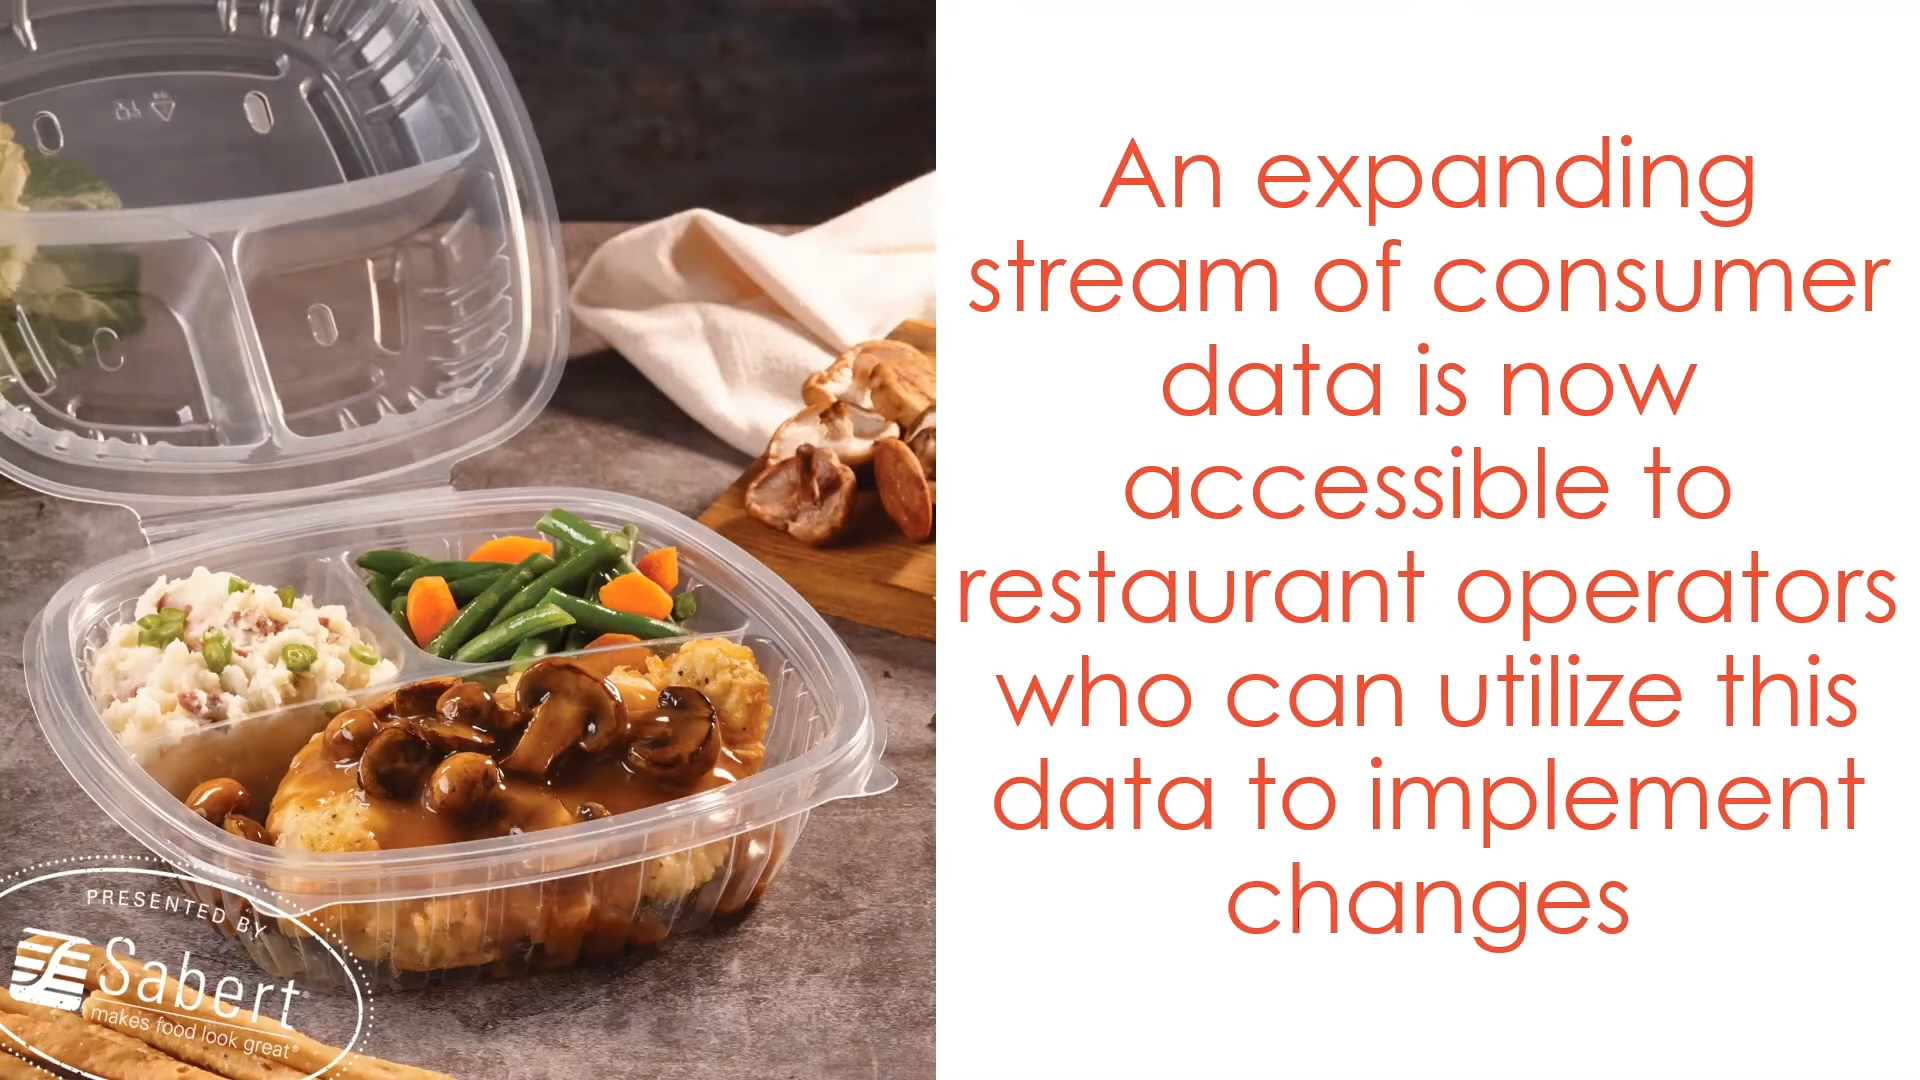 An expanding
stream of consumer
data is now
accessible to
restaurant operators
who can utilize this
data to implement
changes
PRESENTED BY
Sabert®
makes food look great®